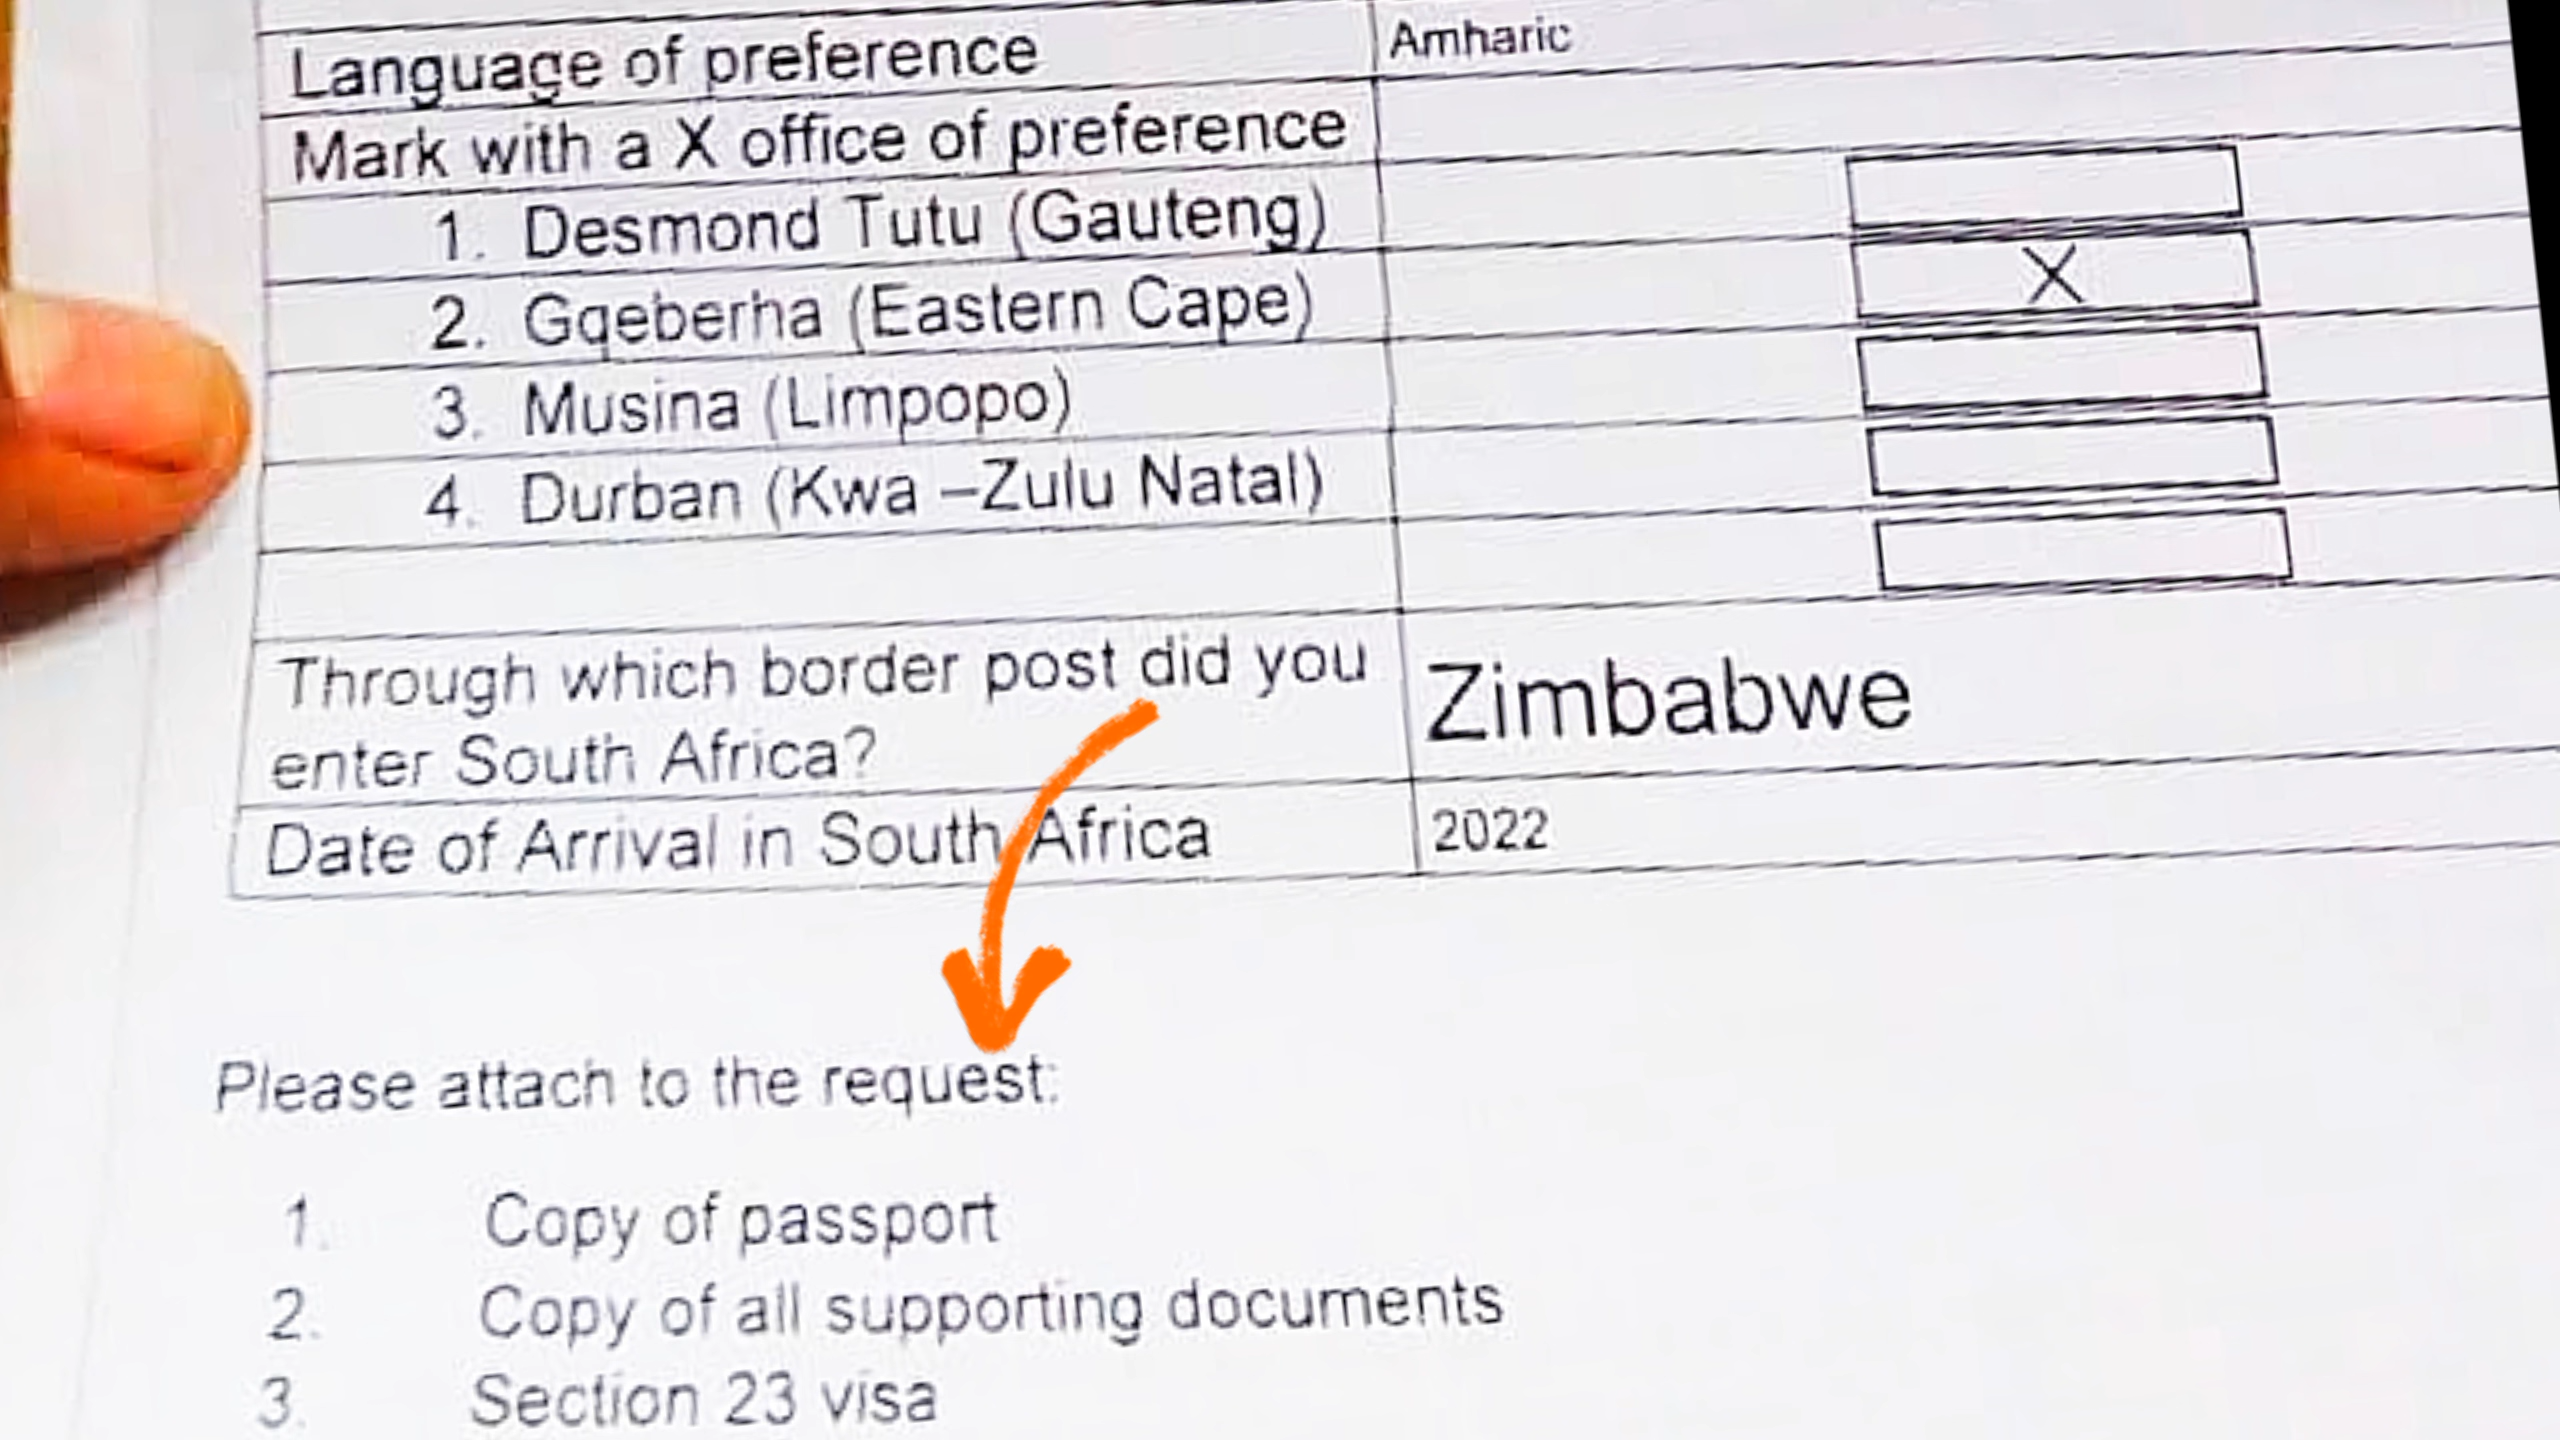 Language of preference Amharic
Mark with a X office of preference
1. Desmond Tutu (Gauteng)
2. Gqeberha (Eastern Cape) X
3. Musina (Limpopo)
4. Durban (Kwa –Zulu Natal)
Through which border post did you
enter South Africa? Zimbabwe
Date of Arrival in South Africa 2022
Please attach to the request:
1. Copy of passport
2. Copy of all supporting documents
3. Section 23 visa